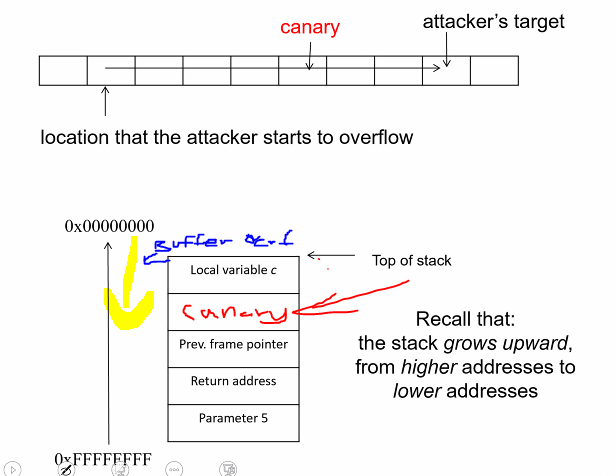 attacker's target
canary
location that the attacker starts to overflow
0x00000000
Buffer
Top of stack
Local variable c
canary
Recall that:
the stack grows upward,
from higher addresses to
lower addresses
Prev. frame pointer
Return address
Parameter 5
0xFFFFFFFF